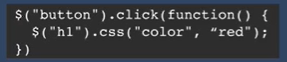 $("button").click(function() {
  $("h1").css("color", “red");
})